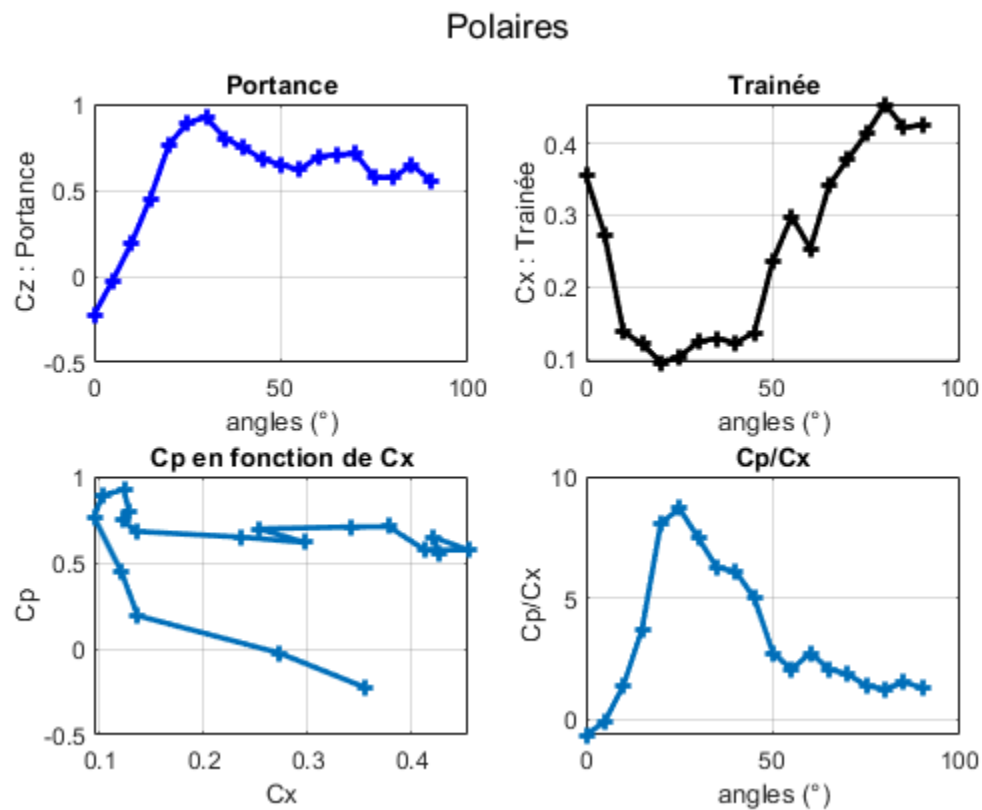 Polaires
Portance
1
0.5
0
-0.5
Cz : Portance
0
50
100
angles (°)
Trainée
0.4
0.3
0.2
0.1
Cx : Trainée
0
50
100
angles (°)
Cp en fonction de Cx
1
0.5
0
-0.5
Cp
0.1
0.2
0.3
0.4
Cx
Cp/Cx
10
5
0
Cp/Cx
0
50
100
angles (°)